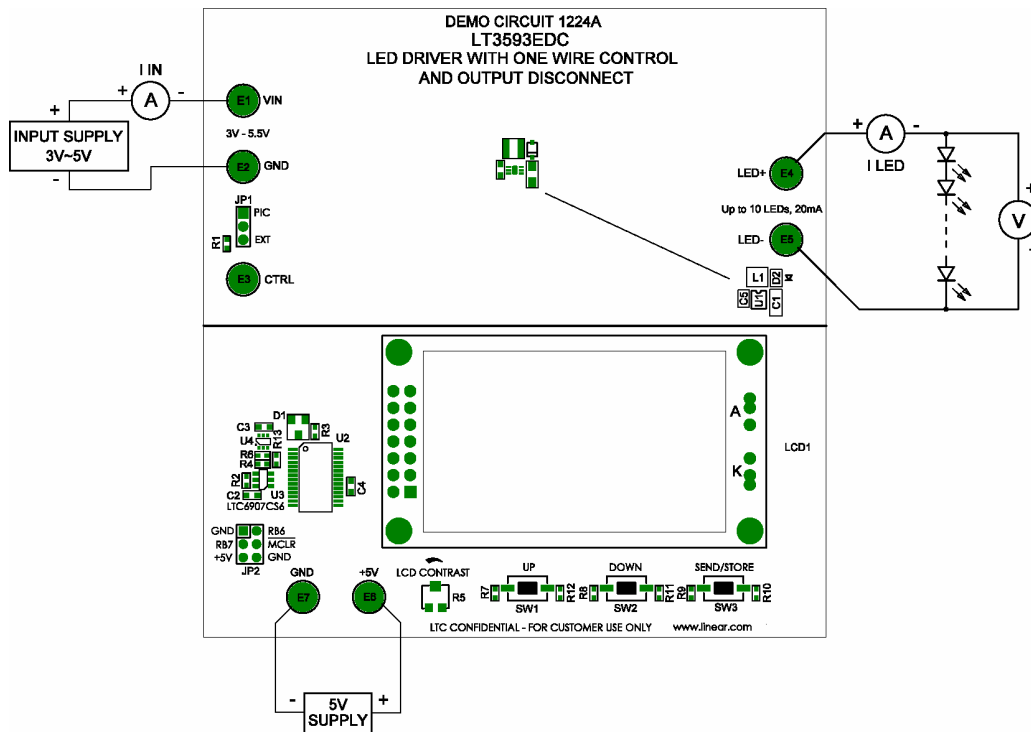 DEMO CIRCUIT 1224A
LT3593EDC
LED DRIVER WITH ONE WIRE CONTROL
AND OUTPUT DISCONNECT
I IN
+ A -
+
INPUT SUPPLY
3V~5V
-
E1 VIN
3V - 5.5V
E2 GND
JP1
PIC
EXT
R1
E3 CTRL
LED+ E4
Up to 10 LEDs, 20mA
LED- E5
+ A -
I LED
+
V
-
L1 D2
C5 U1 C1
D1
C3 R3
U4 R13 U2
R6
R4
R2 C4
C2 U3
LTC6907CS6
A
K
LCD1
GND RB6
RB7 MCLR
+5V GND
JP2
GND +5V
E7 E6
LCD CONTRAST
R5
UP DOWN SEND/STORE
R7 R12 R8 R11 R9 R10
SW1 SW2 SW3
LTC CONFIDENTIAL - FOR CUSTOMER USE ONLY www.linear.com
- 5V +
SUPPLY